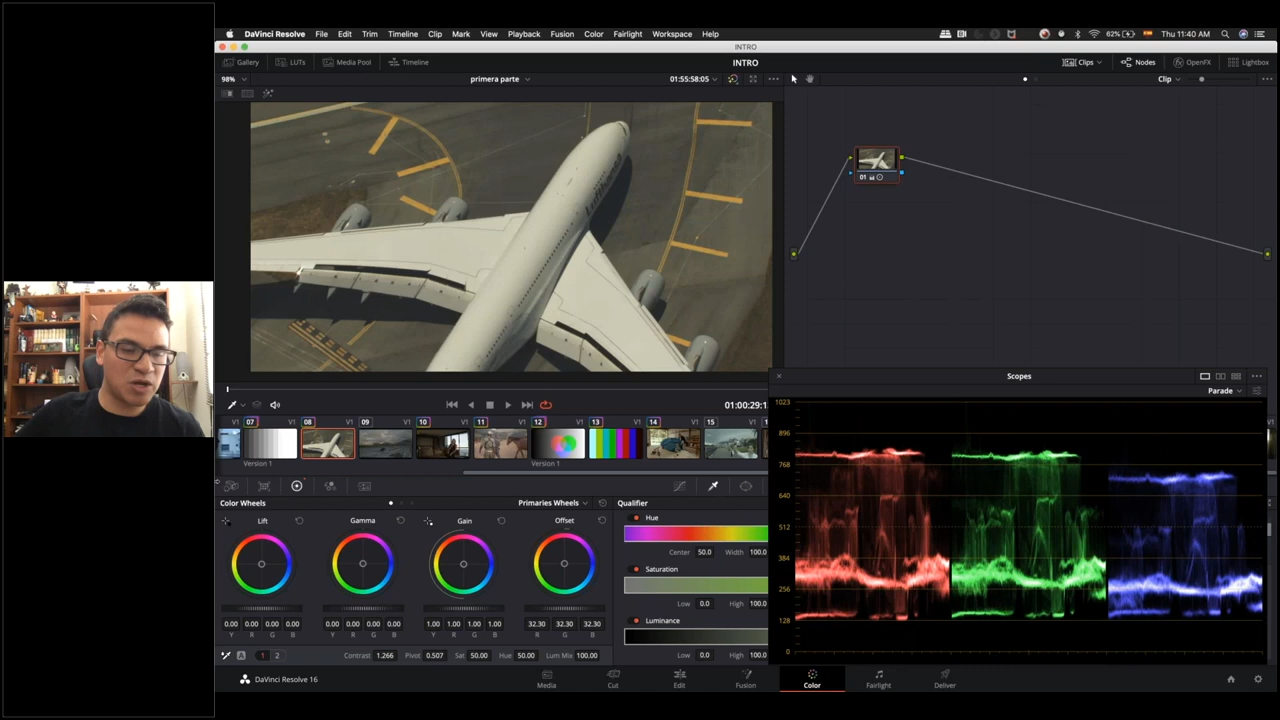 DaVinci Resolve File Edit Trim Timeline Clip Mark View Playback Fusion Color Fairlight Workspace Help
62% Thu 11:40 AM
INTRO
Gallery LUTs Media Pool Timeline
INTRO
Clips Nodes OpenFX Lightbox
98%
primera parte
01:55:58:05
Clip
01
Scopes
Parade
1023
896
768
640
512
384
256
128
0
01:00:29:1
07 V1 08 V1 09 V1 10 V1 11 V1 12 V1 13 V1 14 V1 15 V1
Version 1
Version 1
Color Wheels
Primaries Wheels
Lift Gamma Gain Offset
0.00 0.00 0.00 0.00
Y R G B
0.00 0.00 0.00 0.00
Y R G B
1.00 1.00 1.00 1.00
Y R G B
32.30 32.30 32.30
R G B
A 1 2 Contrast 1.266 Pivot 0.507 Sat 50.00 Hue 50.00 Lum Mix 100.00
Qualifier
Hue
Center 50.0 Width 100.0
Saturation
Low 0.0 High 100.0
Luminance
Low 0.0 High 100.0
DaVinci Resolve 16
Media Cut Edit Fusion Color Fairlight Deliver